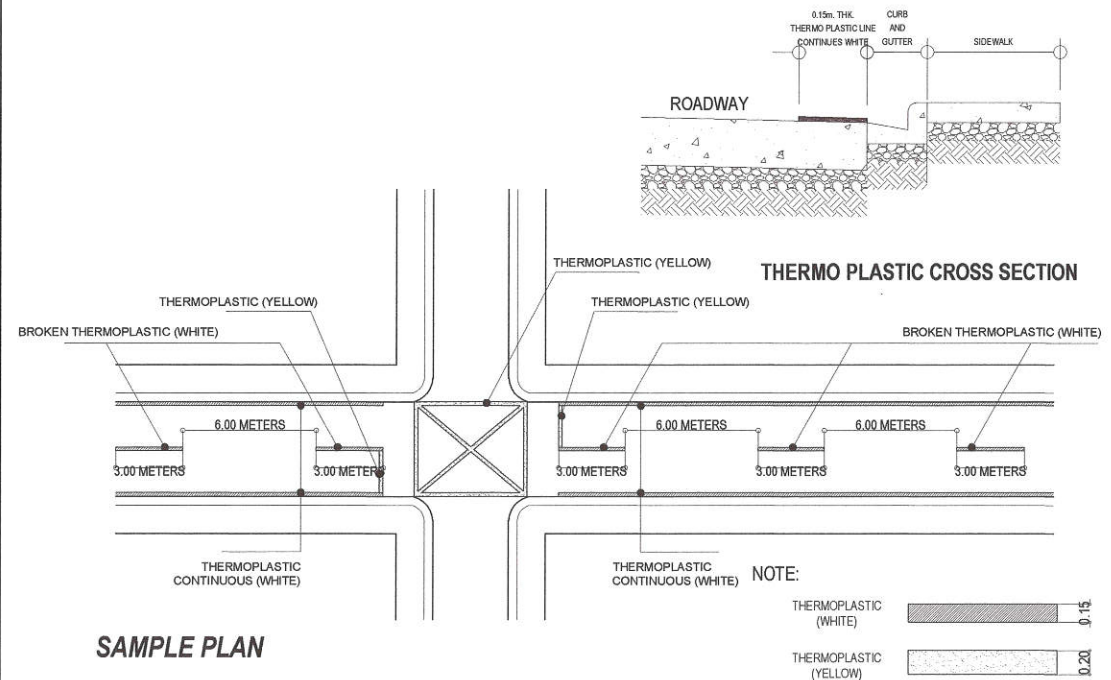 0.15m. THK.
THERMO PLASTIC LINE
CONTINUES WHITE
CURB
AND
GUTTER
SIDEWALK
ROADWAY
THERMO PLASTIC CROSS SECTION
THERMOPLASTIC (YELLOW)
THERMOPLASTIC (YELLOW)
THERMOPLASTIC (YELLOW)
BROKEN THERMOPLASTIC (WHITE)
BROKEN THERMOPLASTIC (WHITE)
6.00 METERS
6.00 METERS
6.00 METERS
3.00 METERS
3.00 METERS
3.00 METERS
3.00 METERS
3.00 METERS
THERMOPLASTIC
CONTINUOUS (WHITE)
THERMOPLASTIC
CONTINUOUS (WHITE)
NOTE:
THERMOPLASTIC
(WHITE)
0.15
THERMOPLASTIC
(YELLOW)
0.20
SAMPLE PLAN